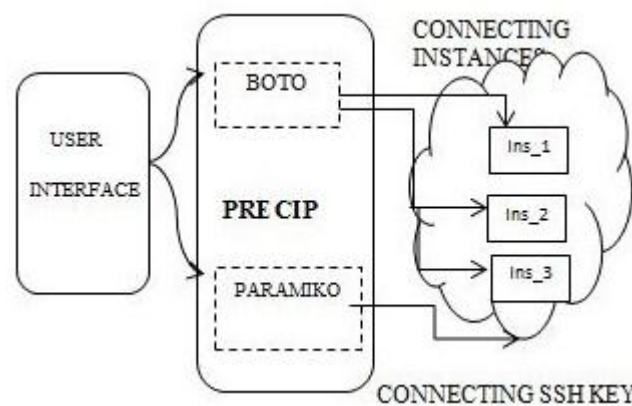 USER
INTERFACE
BOTO
PRE CIP
PARAMIKO
CONNECTING
INSTANCES
Ins_1
Ins_2
Ins_3
CONNECTING SSH KEY